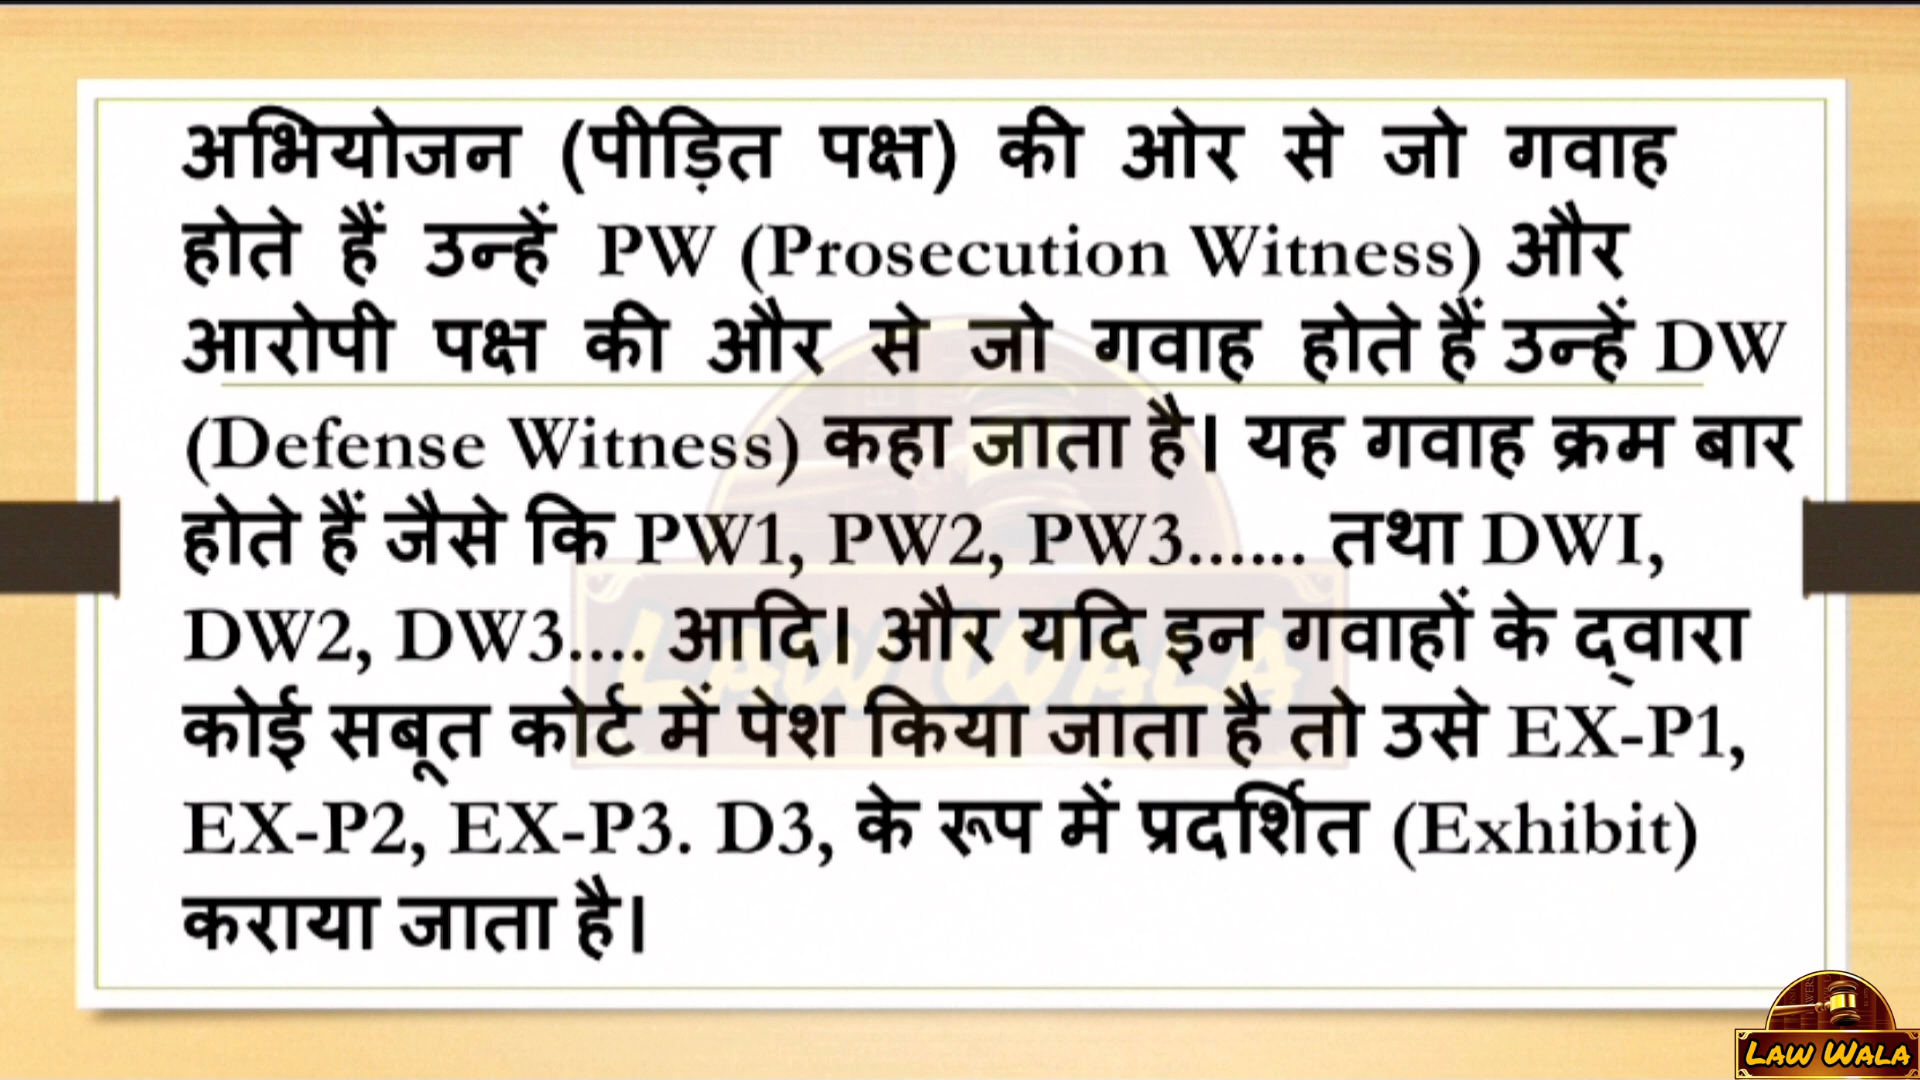 अभियोजन (पीड़ित पक्ष) की ओर से जो गवाह
होते हैं उन्हें PW (Prosecution Witness) और
आरोपी पक्ष की और से जो गवाह होते हैं उन्हें DW
(Defense Witness) कहा जाता है। यह गवाह क्रम बार
होते हैं जैसे कि PW1, PW2, PW3...... तथा DWI,
DW2, DW3.... आदि। और यदि इन गवाहों के द्वारा
कोई सबूत कोर्ट में पेश किया जाता है तो उसे EX-P1,
EX-P2, EX-P3. D3, के रूप में प्रदर्शित (Exhibit)
कराया जाता है।
LAW WALA
LAW WALA